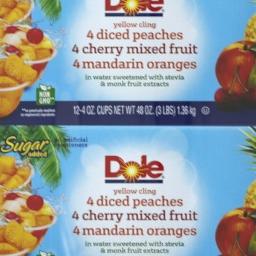 Dole
yellow cling
4 diced peaches
4 cherry mixed fruit
4 mandarin oranges
in water sweetened with stevia
& monk fruit extracts
NON
GMO**
12-4 OZ. CUPS NET WT 48 OZ. (3 LBS) 1.36 kg
Sugar
added
artificial
sweeteners
Dole
yellow cling
4 diced peaches
4 cherry mixed fruit
4 mandarin oranges
in water sweetened with stevia
& monk fruit extracts